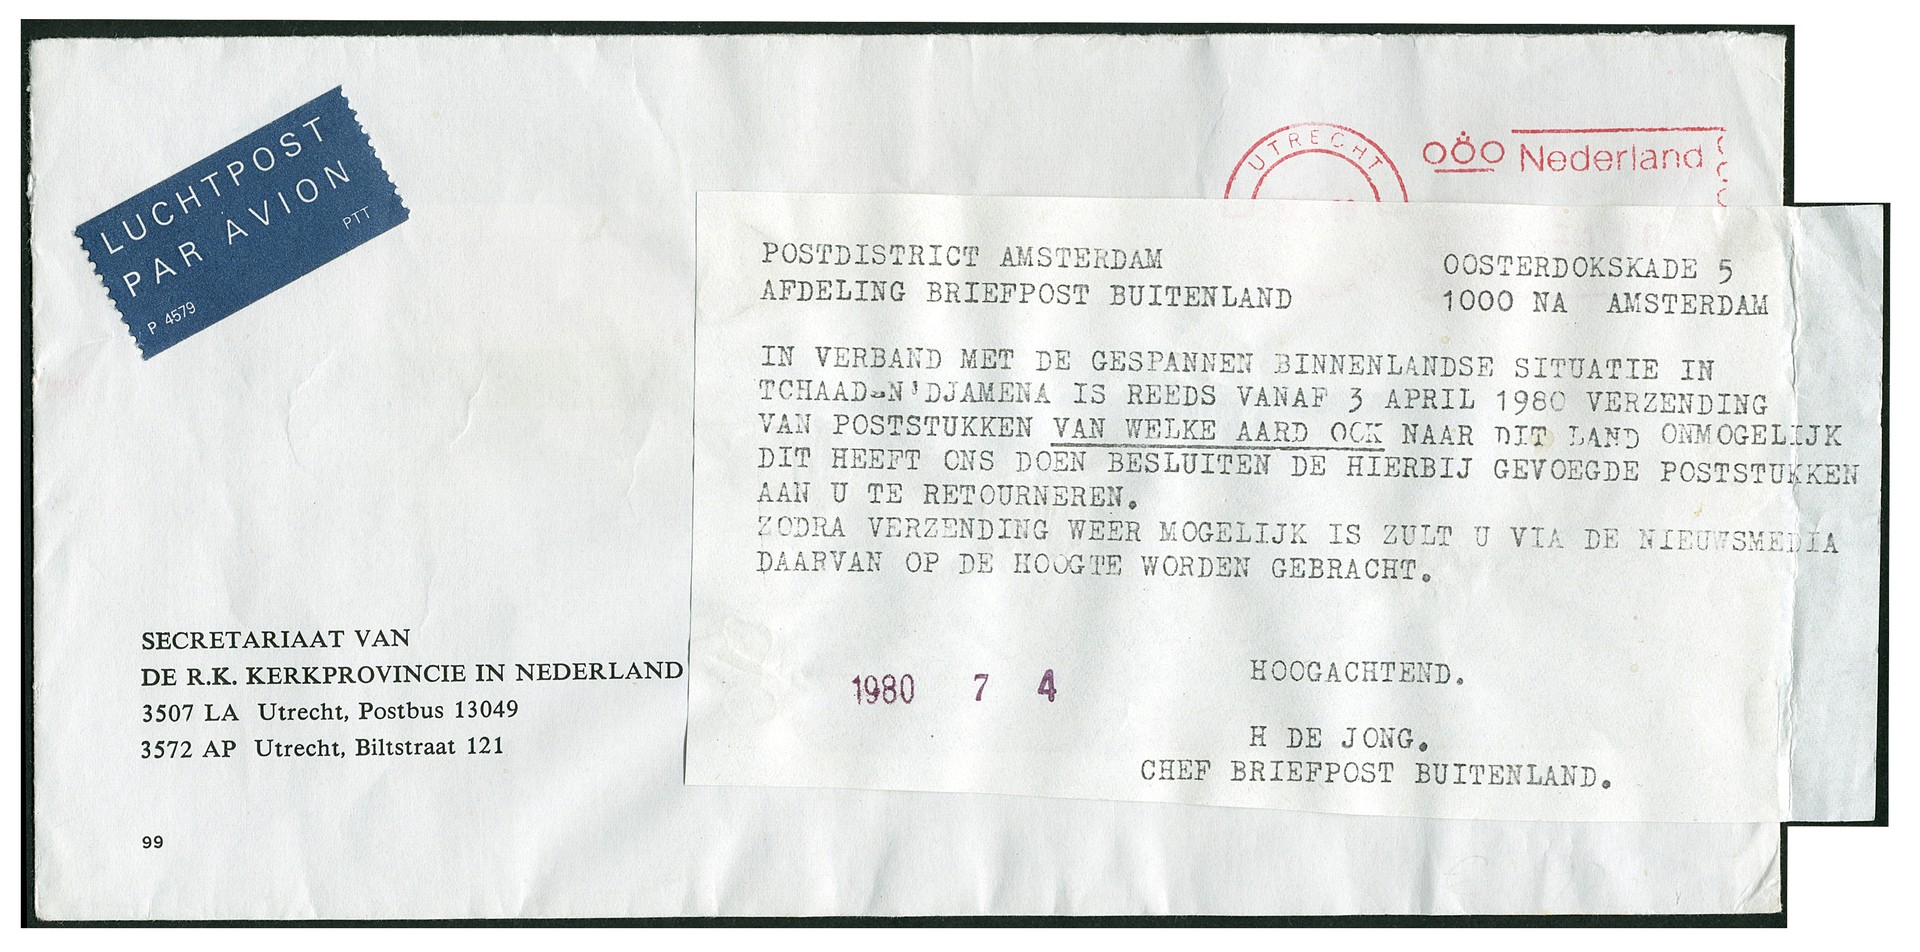 LUCHTPOST
PAR AVION
PTT
P 4579
UTRECHT
Nederland
POSTDISTRICT AMSTERDAM
AFDELING BRIEFPOST BUITENLAND
OOSTERDOKSKADE 5
1000 NA AMSTERDAM
IN VERBAND MET DE GESPANNEN BINNENLANDSE SITUATIE IN
TCHAAD-N'DJAMENA IS REEDS VANAF 3 APRIL 1980 VERZENDING
VAN POSTSTUKKEN VAN WELKE AARD OCK NAAR DIT LAND ONMOGELIJK
DIT HEEFT ONS DOEN BESLUITEN DE HIERBIJ GEVOEGDE POSTSTUKKEN
AAN U TE RETOURNEREN.
ZODRA VERZENDING WEER MOGELIJK IS ZULT U VIA DE NIEUWSMEDIA
DAARVAN OP DE HOOGTE WORDEN GEBRACHT.
1980 7 4
HOOGACHTEND.
H DE JONG.
CHEF BRIEFPOST BUITENLAND.
SECRETARIAAT VAN
DE R.K. KERKPROVINCIE IN NEDERLAND
3507 LA Utrecht, Postbus 13049
3572 AP Utrecht, Biltstraat 121
99